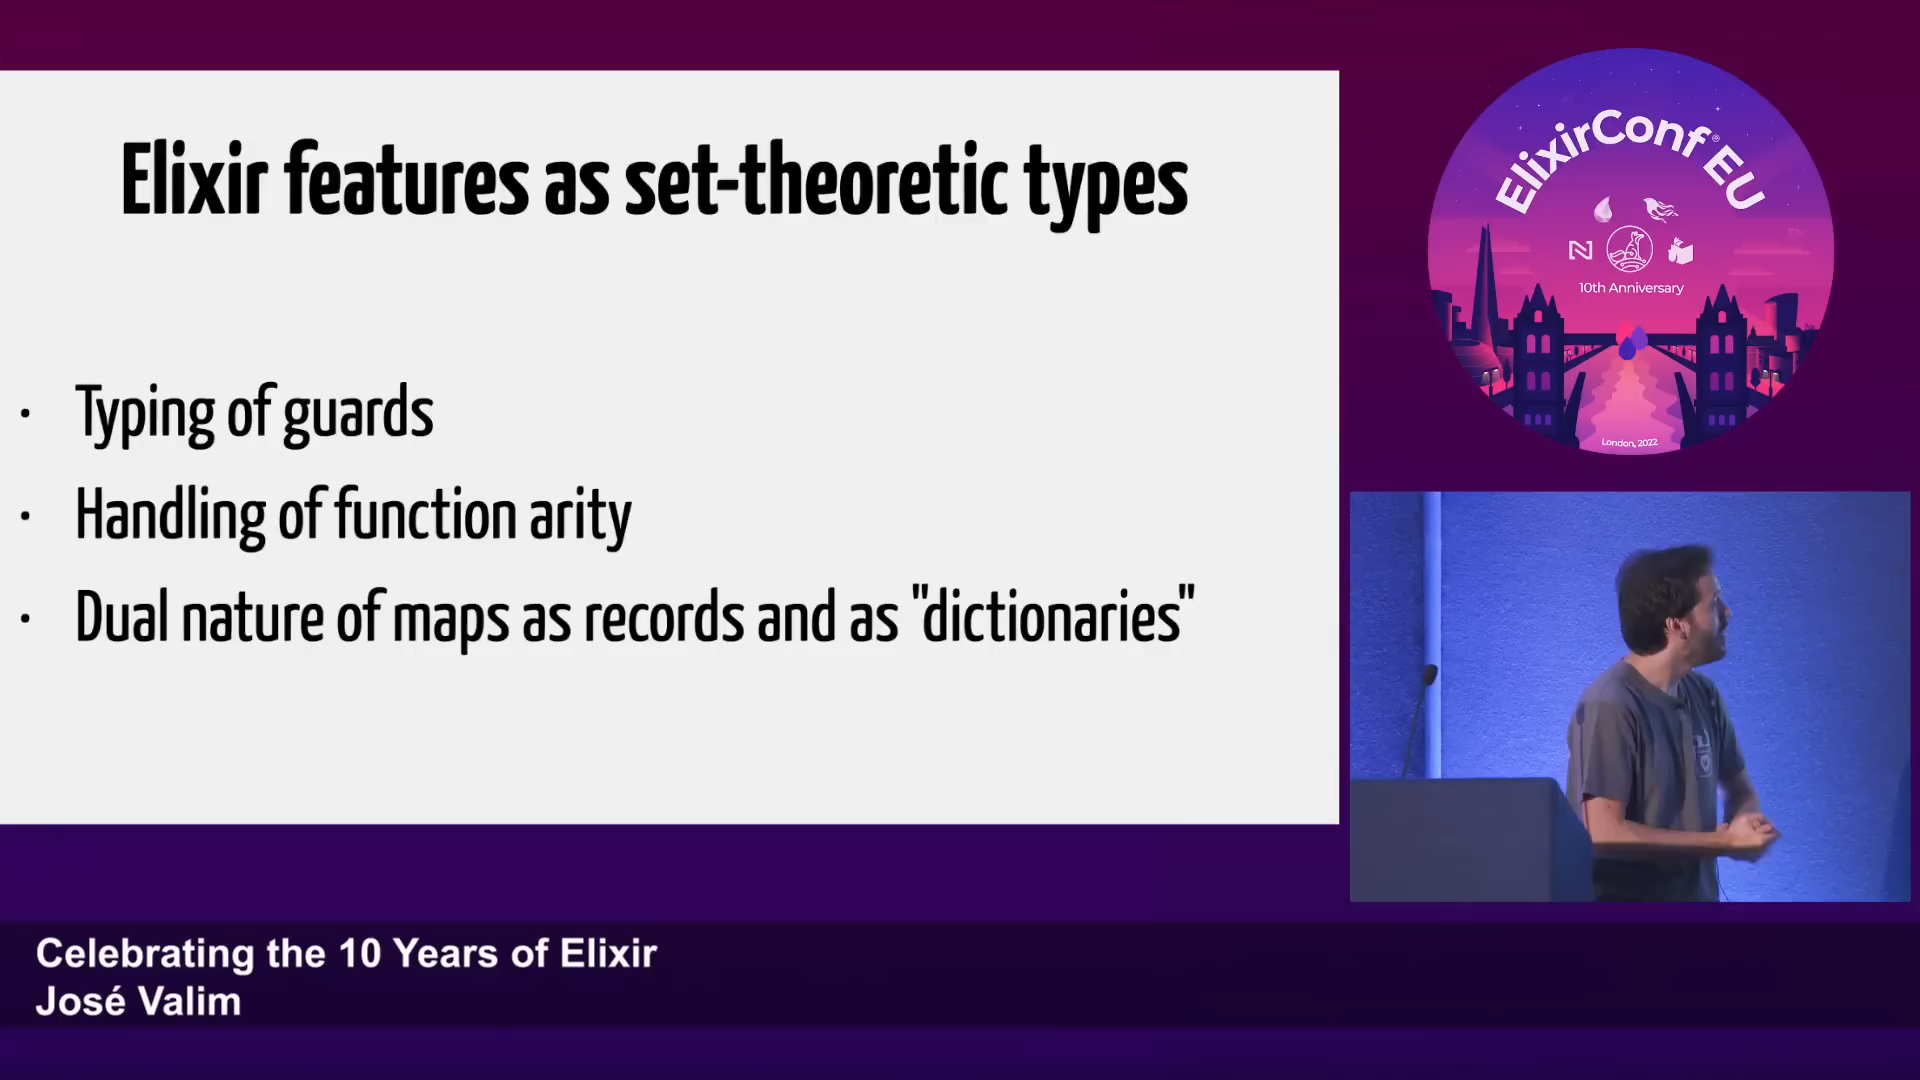 Elixir features as set-theoretic types
· Typing of guards
· Handling of function arity
· Dual nature of maps as records and as "dictionaries"
ElixirConf® EU
10th Anniversary
London, 2022
Celebrating the 10 Years of Elixir
José Valim